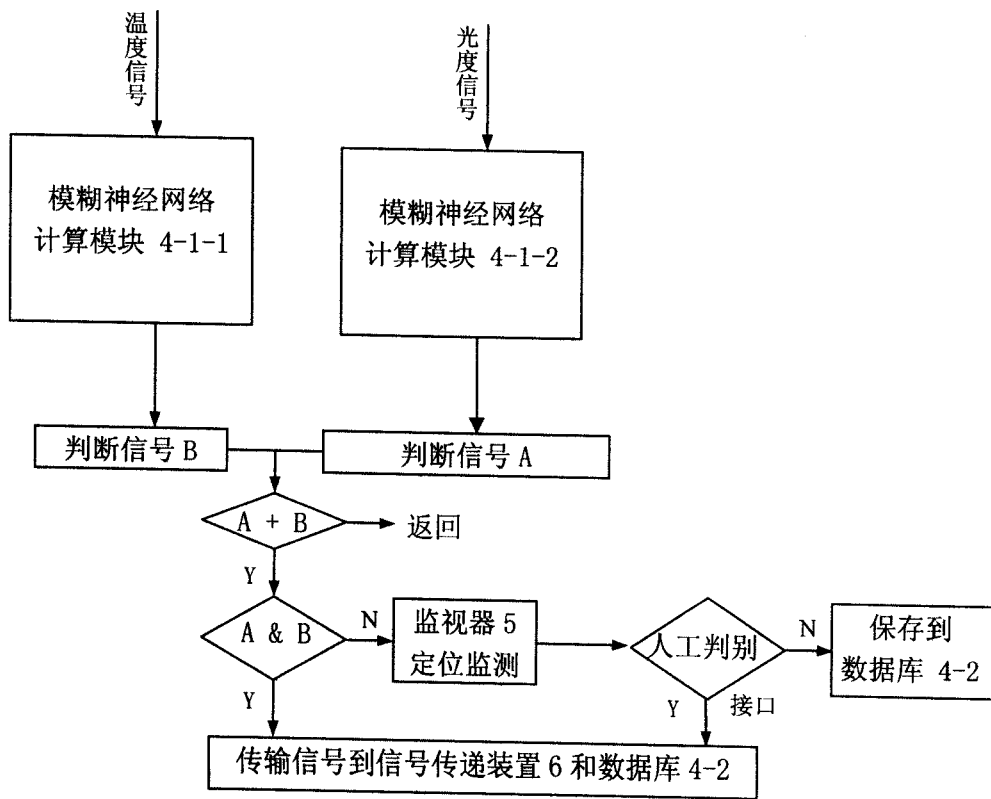 温度信号
光度信号
模糊神经网络
计算模块 4-1-1
模糊神经网络
计算模块 4-1-2
判断信号 B
判断信号 A
A + B
返回
Y
A & B
N
监视器 5
定位监测
人工判别
N
保存到
数据库 4-2
Y
Y
接口
传输信号到信号传递装置 6 和数据库 4-2